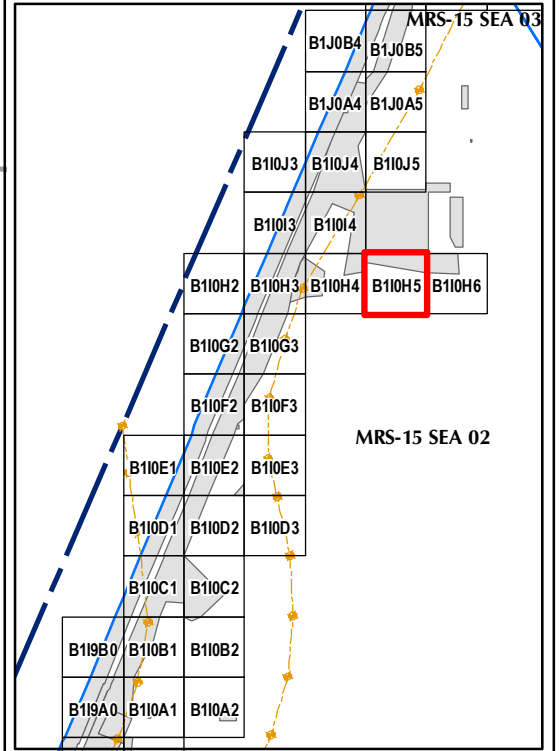 MRS-15 SEA 03
B1J0B4 B1J0B5
B1J0A4 B1J0A5
B1I0J3 B1I0J4 B1I0J5
B1I0I3 B1I0I4
B1I0H2 B1I0H3 B1I0H4 B1I0H5 B1I0H6
B1I0G2 B1I0G3
B1I0F2 B1I0F3
MRS-15 SEA 02
B1I0E1 B1I0E2 B1I0E3
B1I0D1 B1I0D2 B1I0D3
B1I0C1 B1I0C2
B1I9B0 B1I0B1 B1I0B2
B1I9A0 B1I0A1 B1I0A2